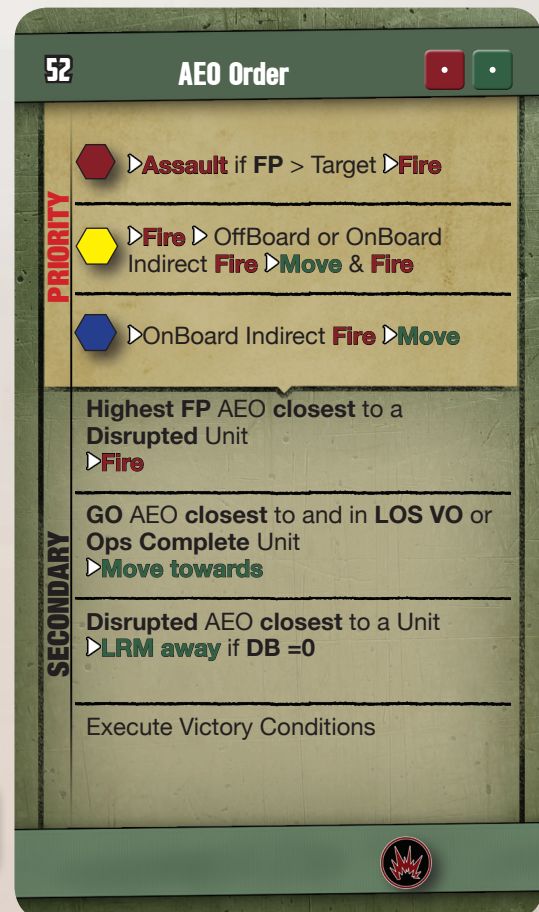 52
AEO Order
PRIORITY
▷Assault if FP > Target ▷Fire
▷Fire ▷ OffBoard or OnBoard
Indirect Fire ▷Move & Fire
▷OnBoard Indirect Fire ▷Move
SECONDARY
Highest FP AEO closest to a
Disrupted Unit
▷Fire
GO AEO closest to and in LOS VO or
Ops Complete Unit
▷Move towards
Disrupted AEO closest to a Unit
▷LRM away if DB =0
Execute Victory Conditions